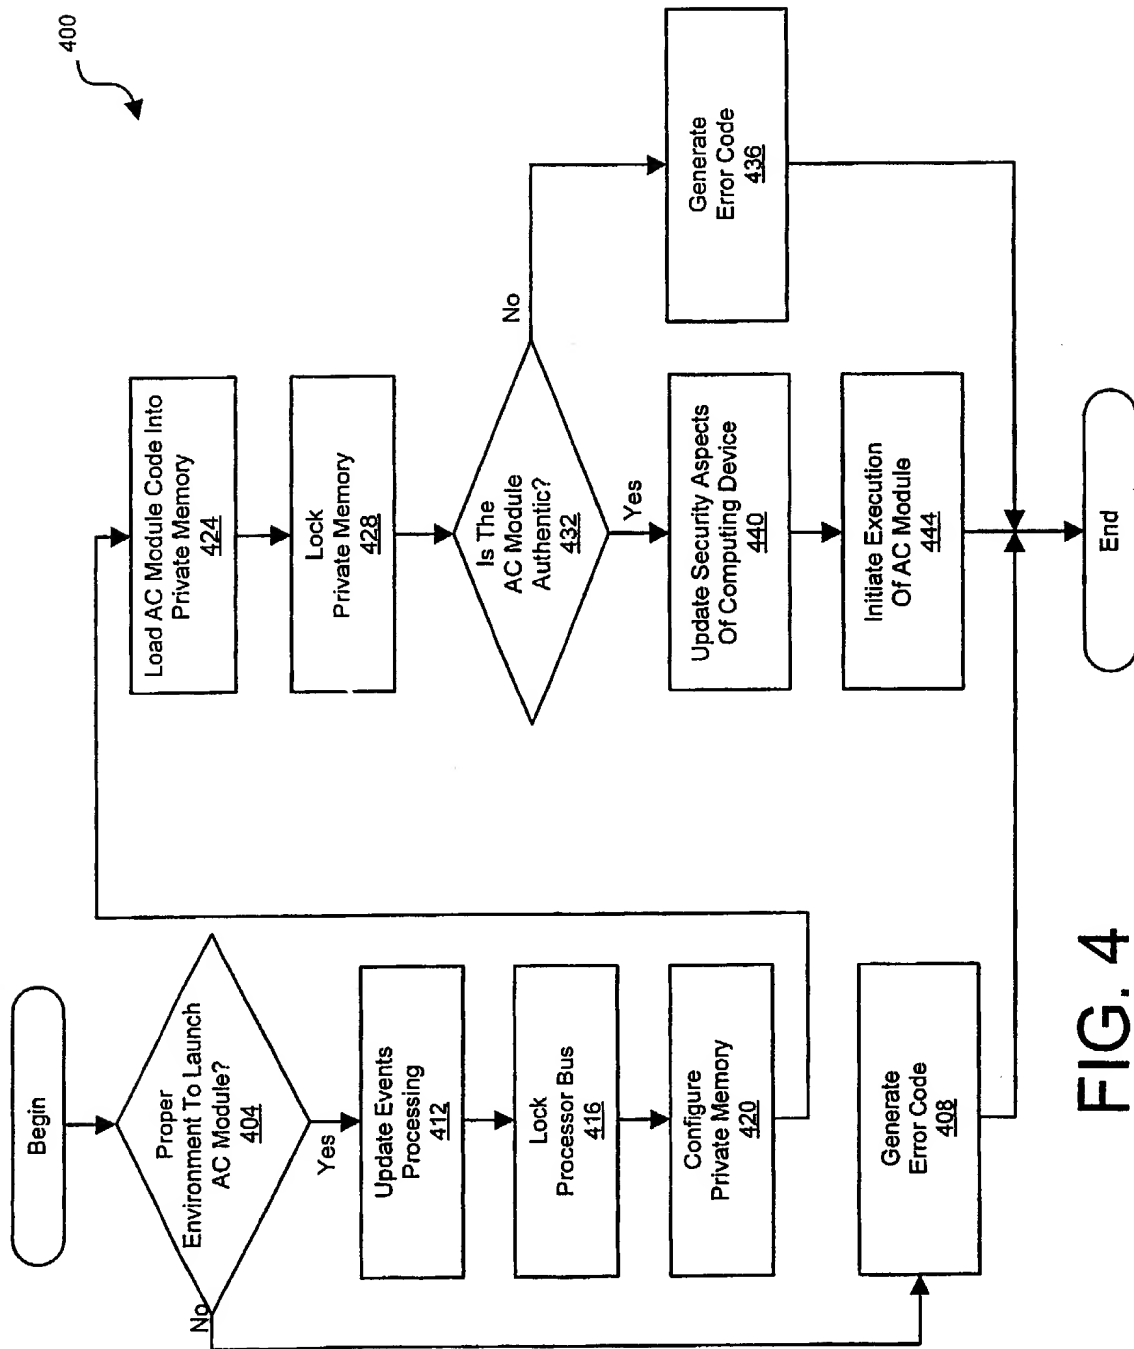 400
Begin
Proper
Environment To Launch
AC Module?
404
No
Yes
Update Events
Processing
412
Lock
Processor Bus
416
Configure
Private Memory
420
Generate
Error Code
408
Load AC Module Code Into
Private Memory
424
Lock
Private Memory
428
Is The
AC Module
Authentic?
432
No
Yes
Generate
Error Code
436
Update Security Aspects
Of Computing Device
440
Initiate Execution
Of AC Module
444
End
FIG. 4